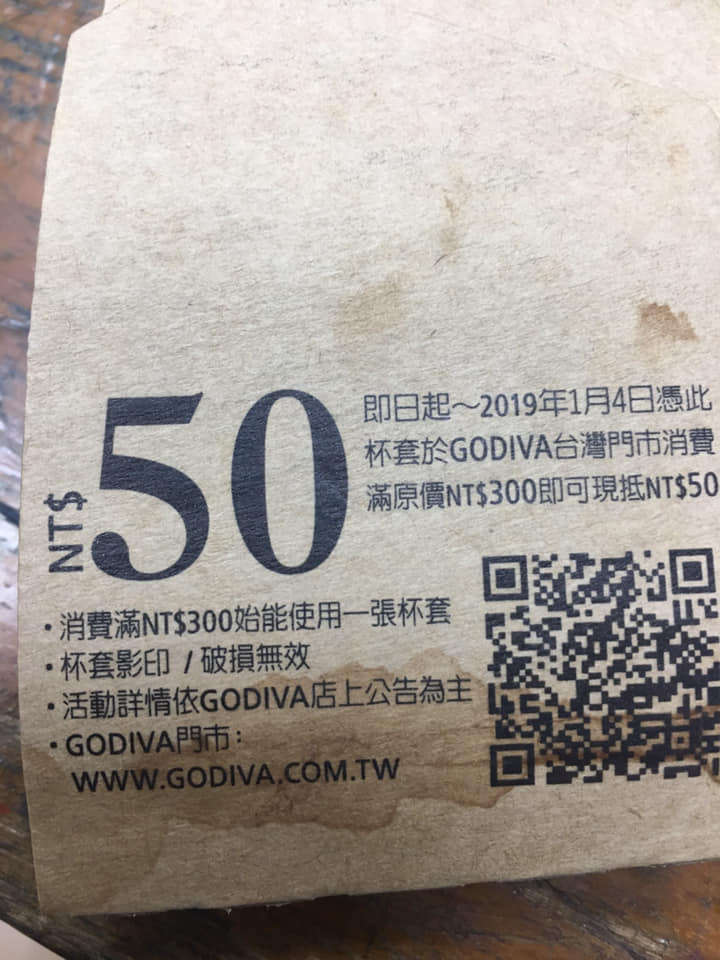 NT$50
即日起～2019年1月4日憑此
杯套於GODIVA台灣門市消費
滿原價NT$300即可現抵NT$50
・消費滿NT$300始能使用一張杯套
・杯套影印 / 破損無效
・活動詳情依GODIVA店上公告為主
・GODIVA門市：
WWW.GODIVA.COM.TW